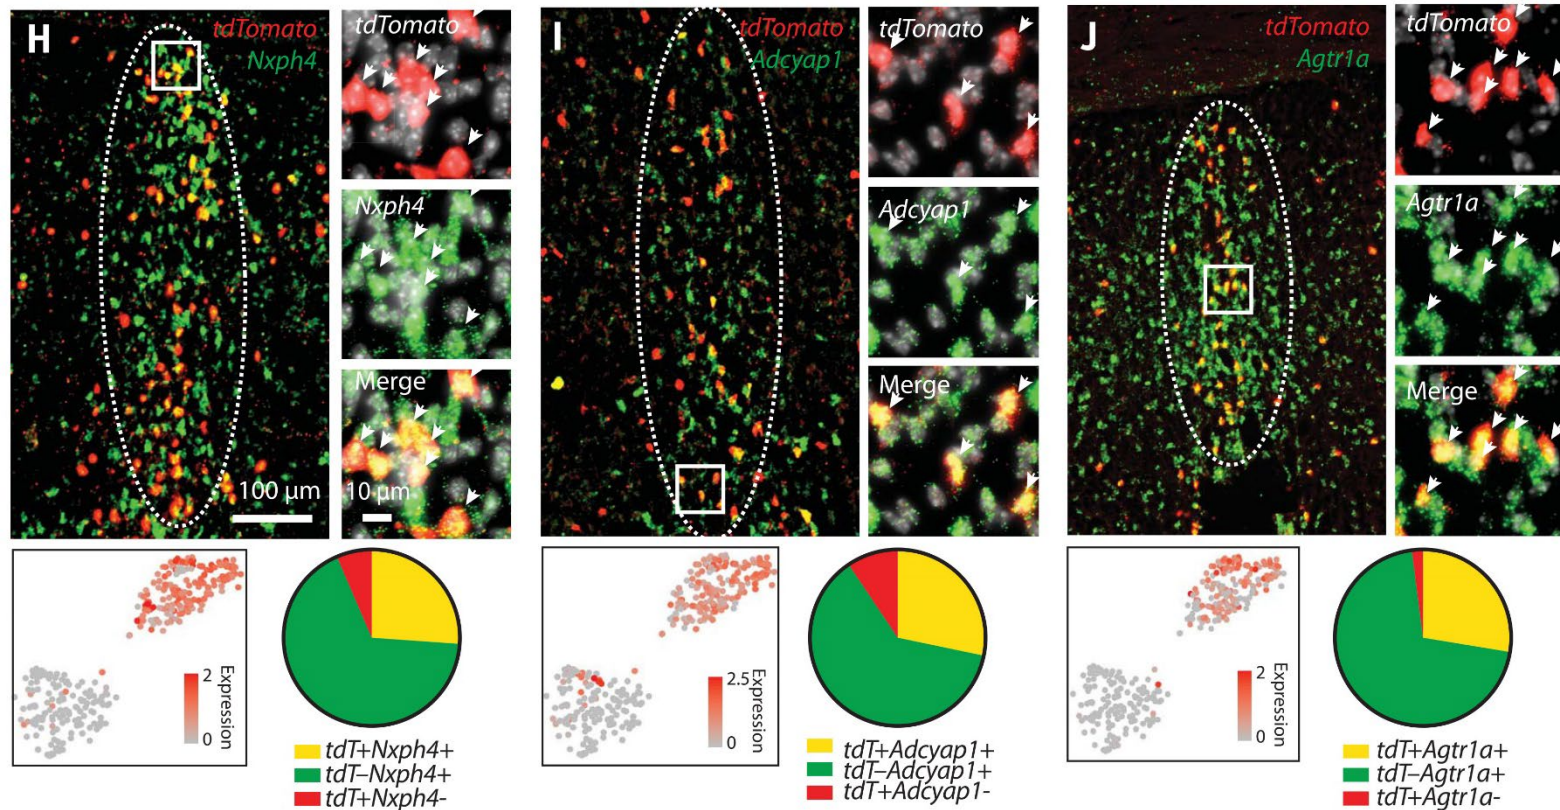 H
tdTomato
Nxph4
100 µm
tdTomato
Nxph4
Merge
10 µm
2
0
Expression
tdT+Nxph4+
tdT–Nxph4+
tdT+Nxph4-
I
tdTomato
Adcyap1
tdTomato
Adcyap1
Merge
2.5
0
Expression
tdT+Adcyap1+
tdT–Adcyap1+
tdT+Adcyap1-
J
tdTomato
Agtr1a
tdTomato
Agtr1a
Merge
2
0
Expression
tdT+Agtr1a+
tdT–Agtr1a+
tdT+Agtr1a-